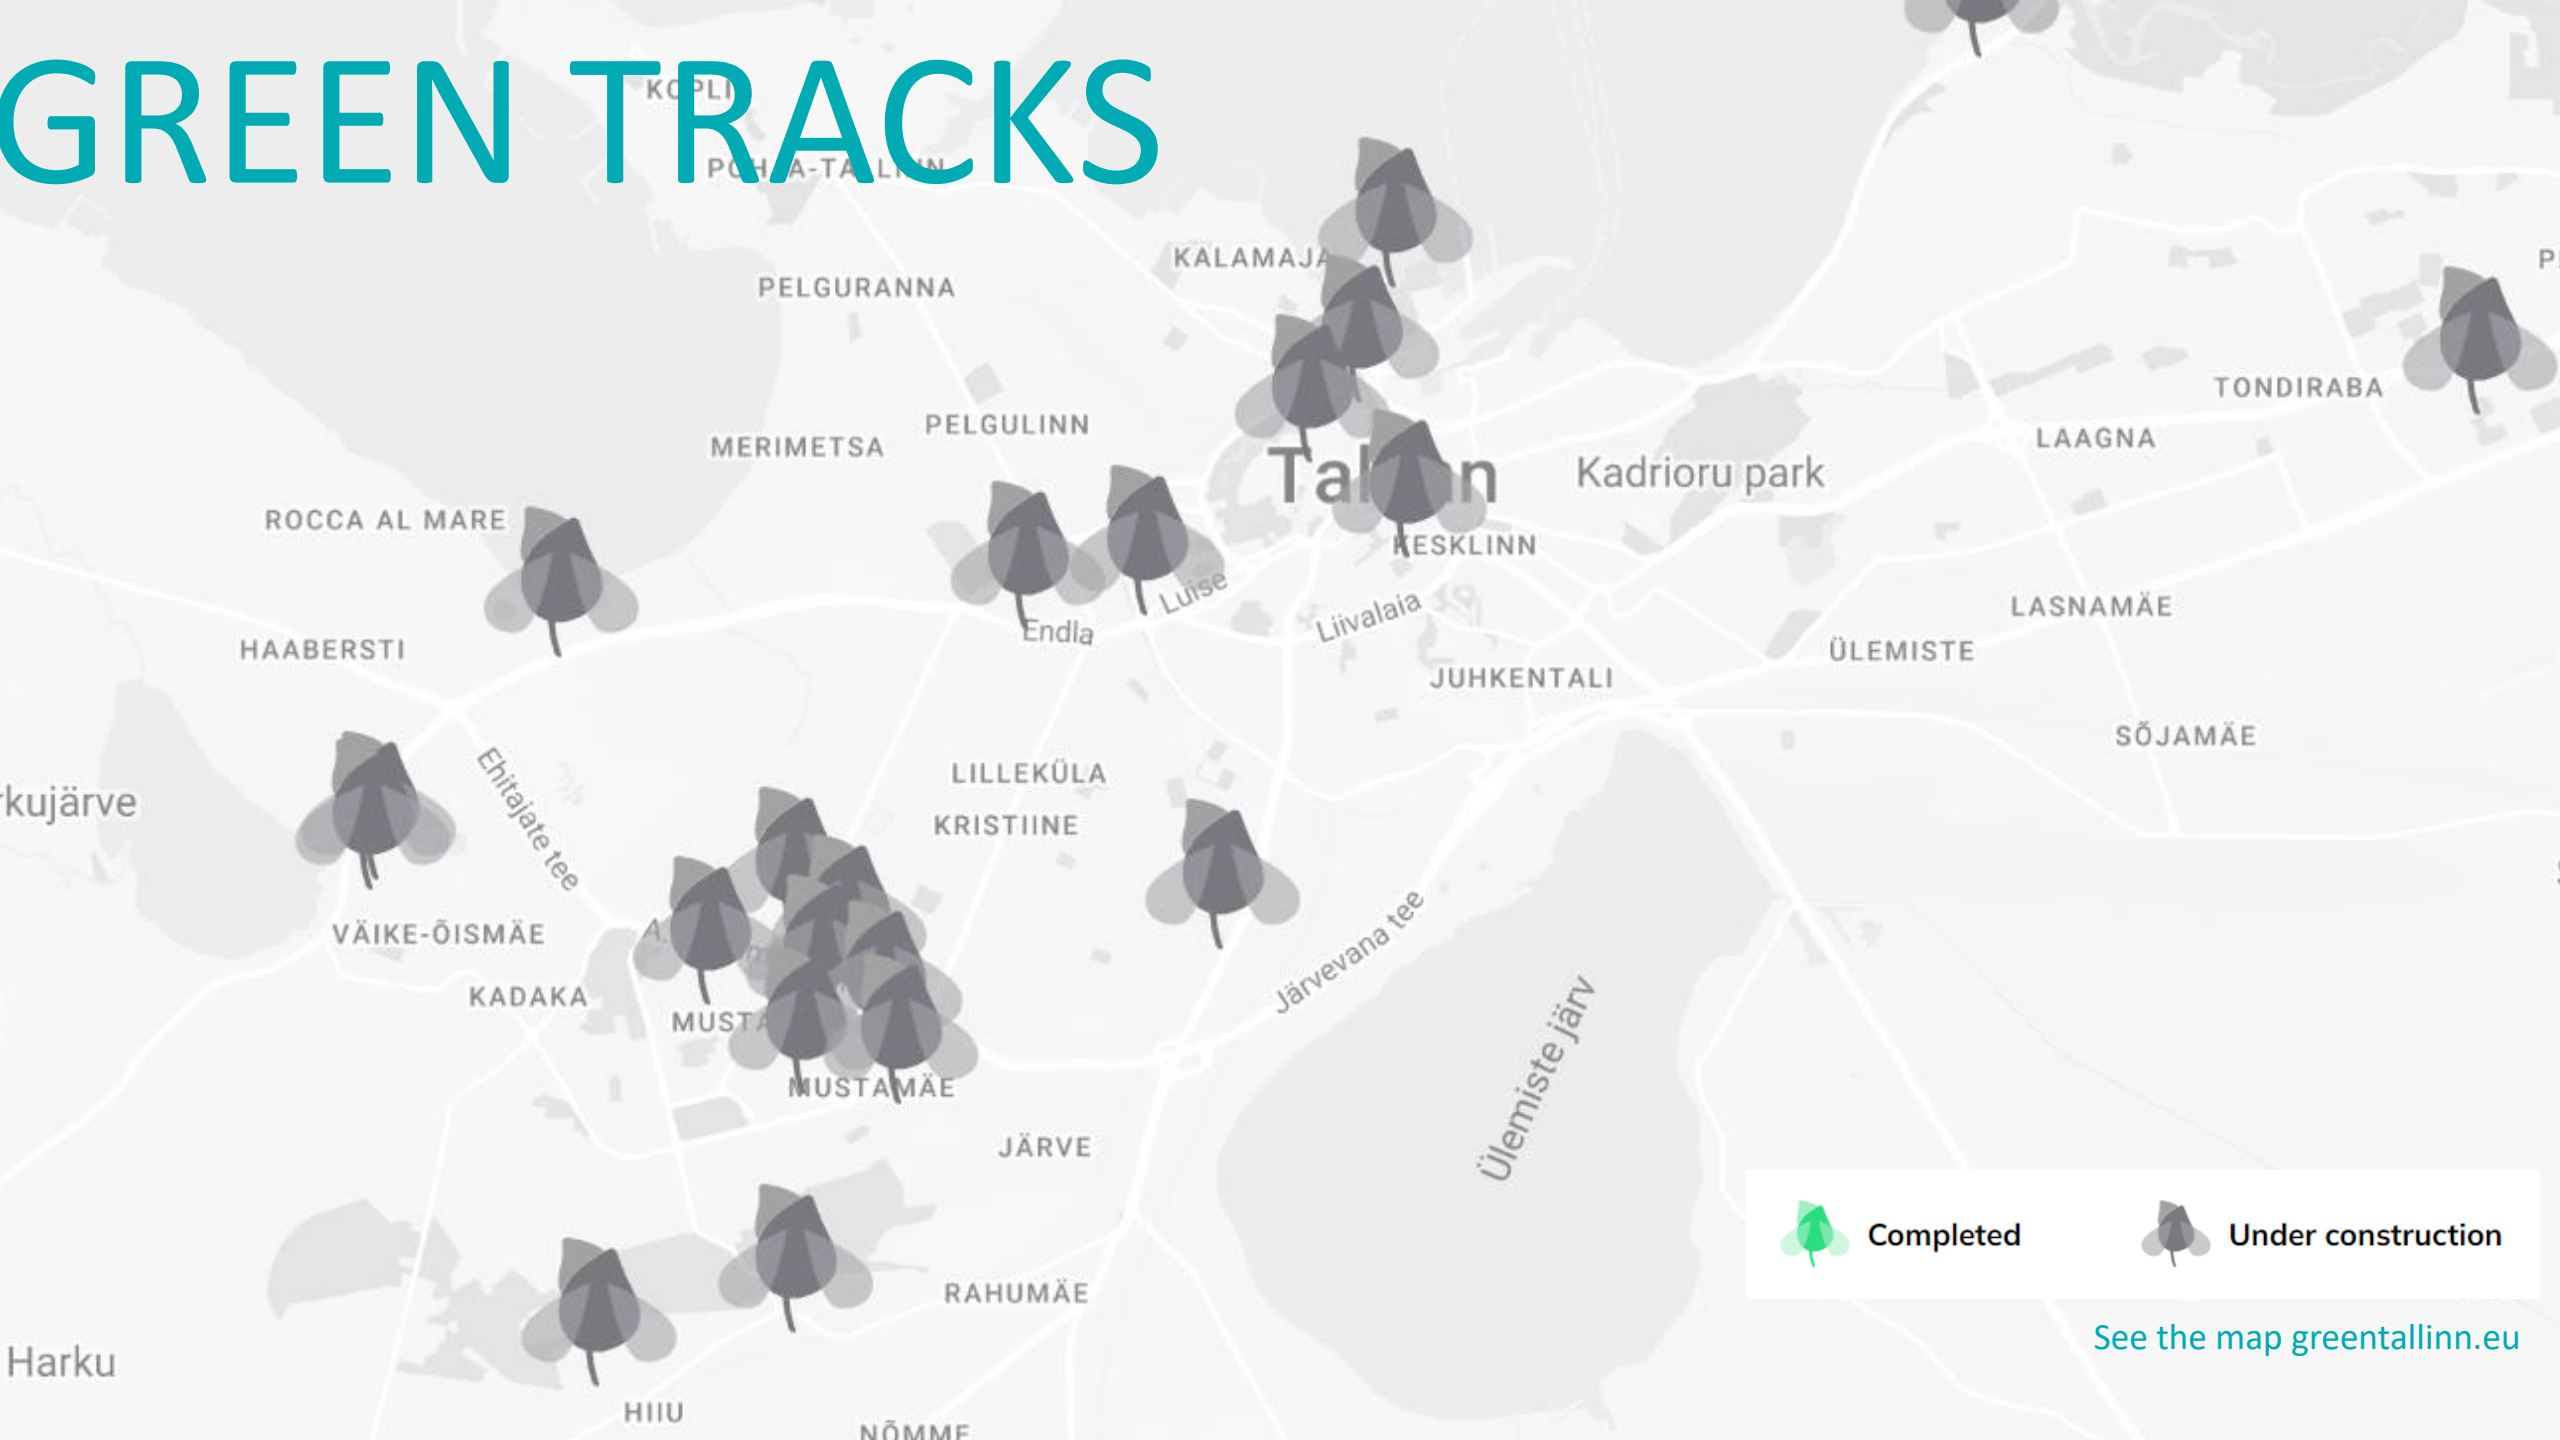 GREEN TRACKS
KOPLI
KALAMAJA
PELGURANNA
TONDIRABA
PELGULINN
LAAGNA
MERIMETSA
Kadrioru park
ROCCA AL MARE
KESKLINN
Luise
Liivalaia
LASNAMÄE
Endla
HAABERSTI
ÜLEMISTE
JUHKENTALI
SÕJAMÄE
Ehitajate tee
LILLEKÜLA
rkujärve
KRISTIINE
VÄIKE-ÕISMÄE
Järvevana tee
KADAKA
Ülemiste järv
MUSTAMÄE
JÄRVE
Completed
Under construction
RAHUMÄE
See the map greentallinn.eu
Harku
HIIU
NÕMME